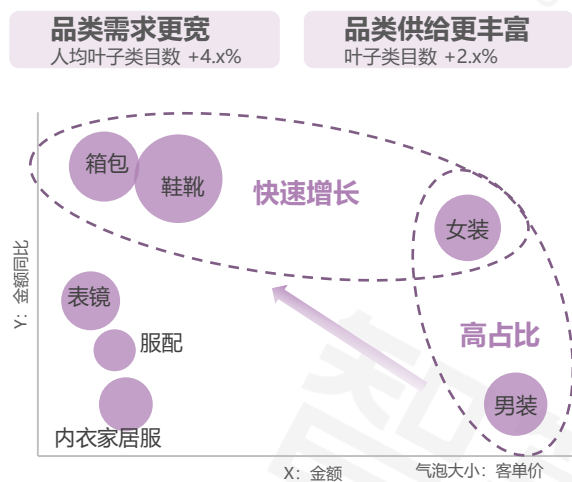 品类需求更宽
人均叶子类目数 +4.x%
品类供给更丰富
叶子类目数 +2.x%
箱包
鞋靴
快速增长
女装
Y：金额同比
表镜
服配
高占比
男装
内衣家居服
X：金额
气泡大小：客单价